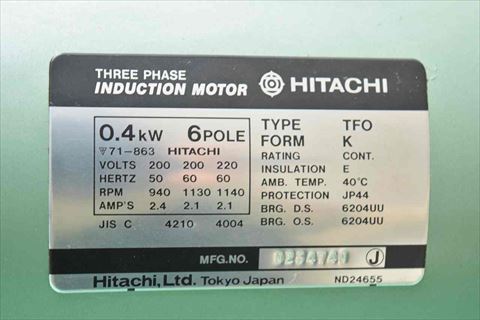 THREE PHASE
INDUCTION MOTOR HITACHI
0.4kW 6POLE
▽71-863 HITACHI
VOLTS 200 200 220
HERTZ 50 60 60
RPM 940 1130 1140
AMP'S 2.4 2.1 2.1
JIS C 4210 4004
TYPE TFO
FORM K
RATING CONT.
INSULATION E
AMB. TEMP. 40°C
PROTECTION JP44
BRG. D.S. 6204UU
BRG. O.S. 6204UU
MFG.NO. J
Hitachi, Ltd. Tokyo Japan ND24655